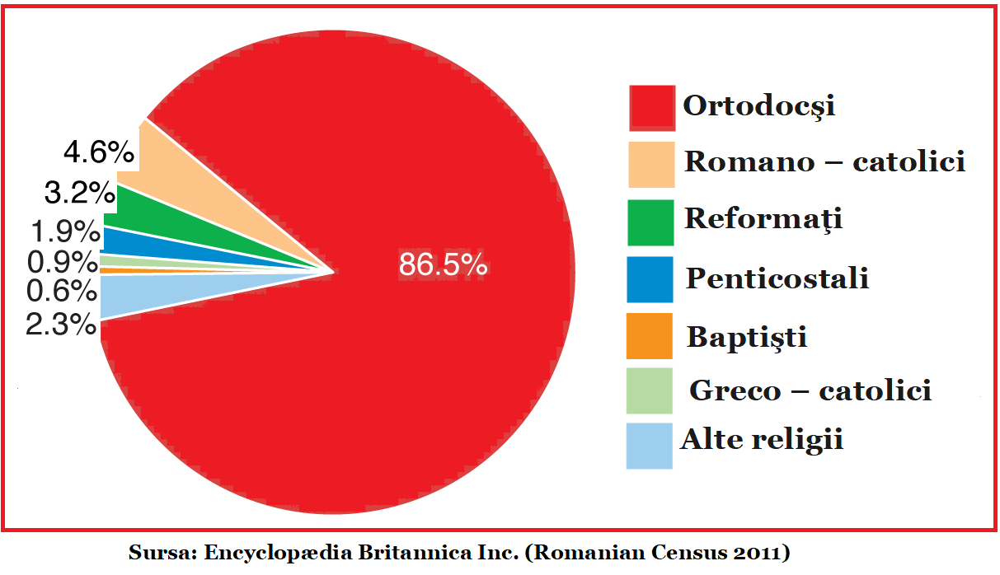 4.6%
3.2%
1.9%
0.9%
0.6%
2.3%
86.5%
Ortodocşi
Romano – catolici
Reformaţi
Penticostali
Baptişti
Greco – catolici
Alte religii
Sursa: Encyclopædia Britannica Inc. (Romanian Census 2011)